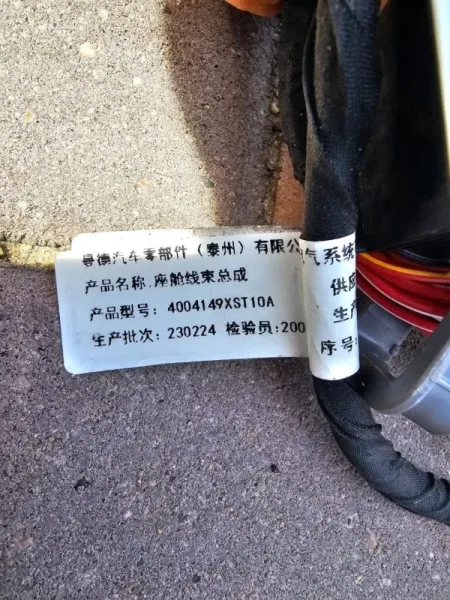 曼德汽车零部件（泰州）有限公
产品名称:座舱线束总成
产品型号: 4004149XST10A
生产批次: 230224 检验员:200
气系统
供应
生产
序号: